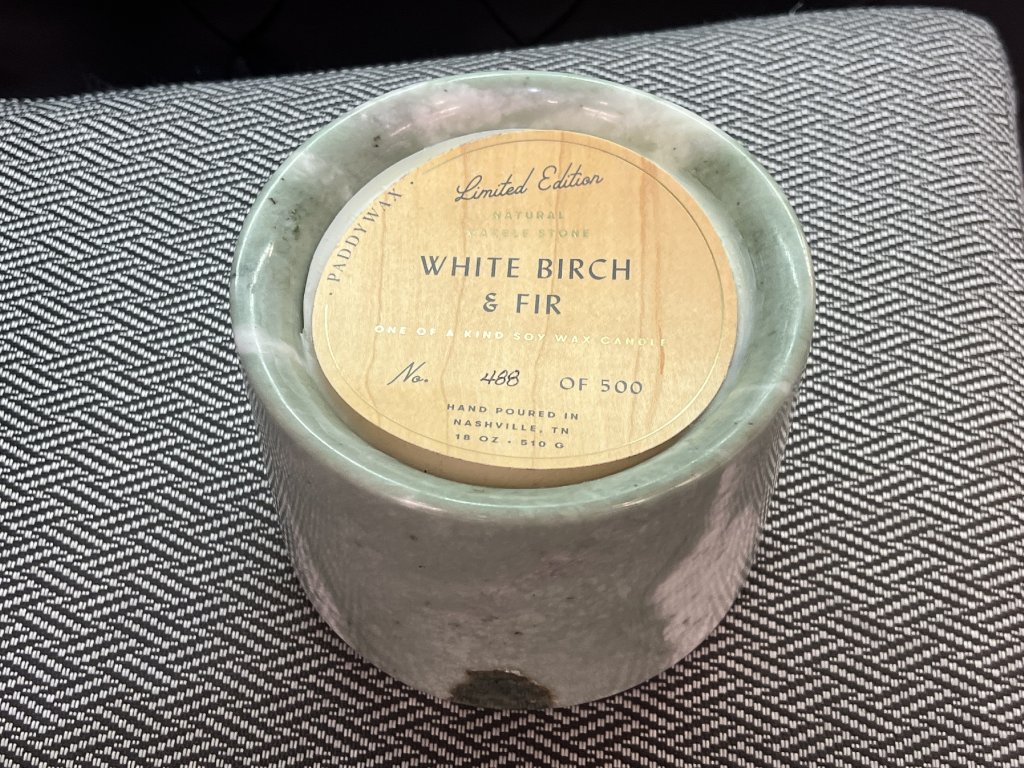 · PADDYWAX ·
Limited Edition
NATURAL
STONE
WHITE BIRCH
& FIR
ONE OF A KIND SOY WAX CANDLE
No. 488 OF 500
HAND POURED IN
NASHVILLE, TN
18 OZ · 510 G